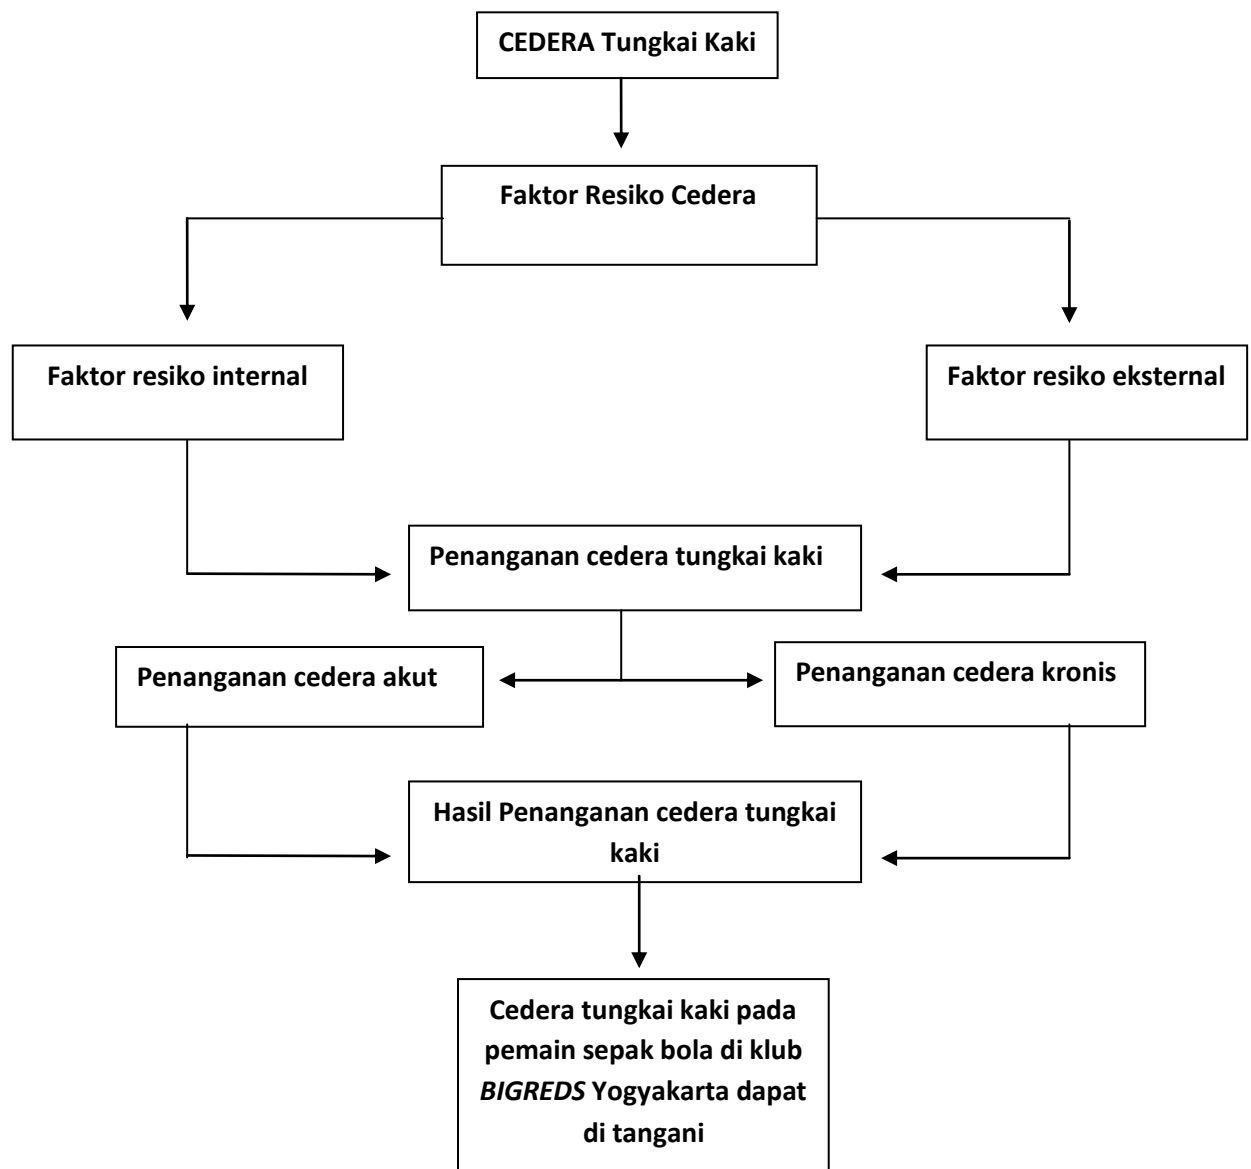 CEDERA Tungkai Kaki
Faktor Resiko Cedera
Faktor resiko internal
Faktor resiko eksternal
Penanganan cedera tungkai kaki
Penanganan cedera akut
Penanganan cedera kronis
Hasil Penanganan cedera tungkai
kaki
Cedera tungkai kaki pada
pemain sepak bola di klub
BIGREDS Yogyakarta dapat
di tangani